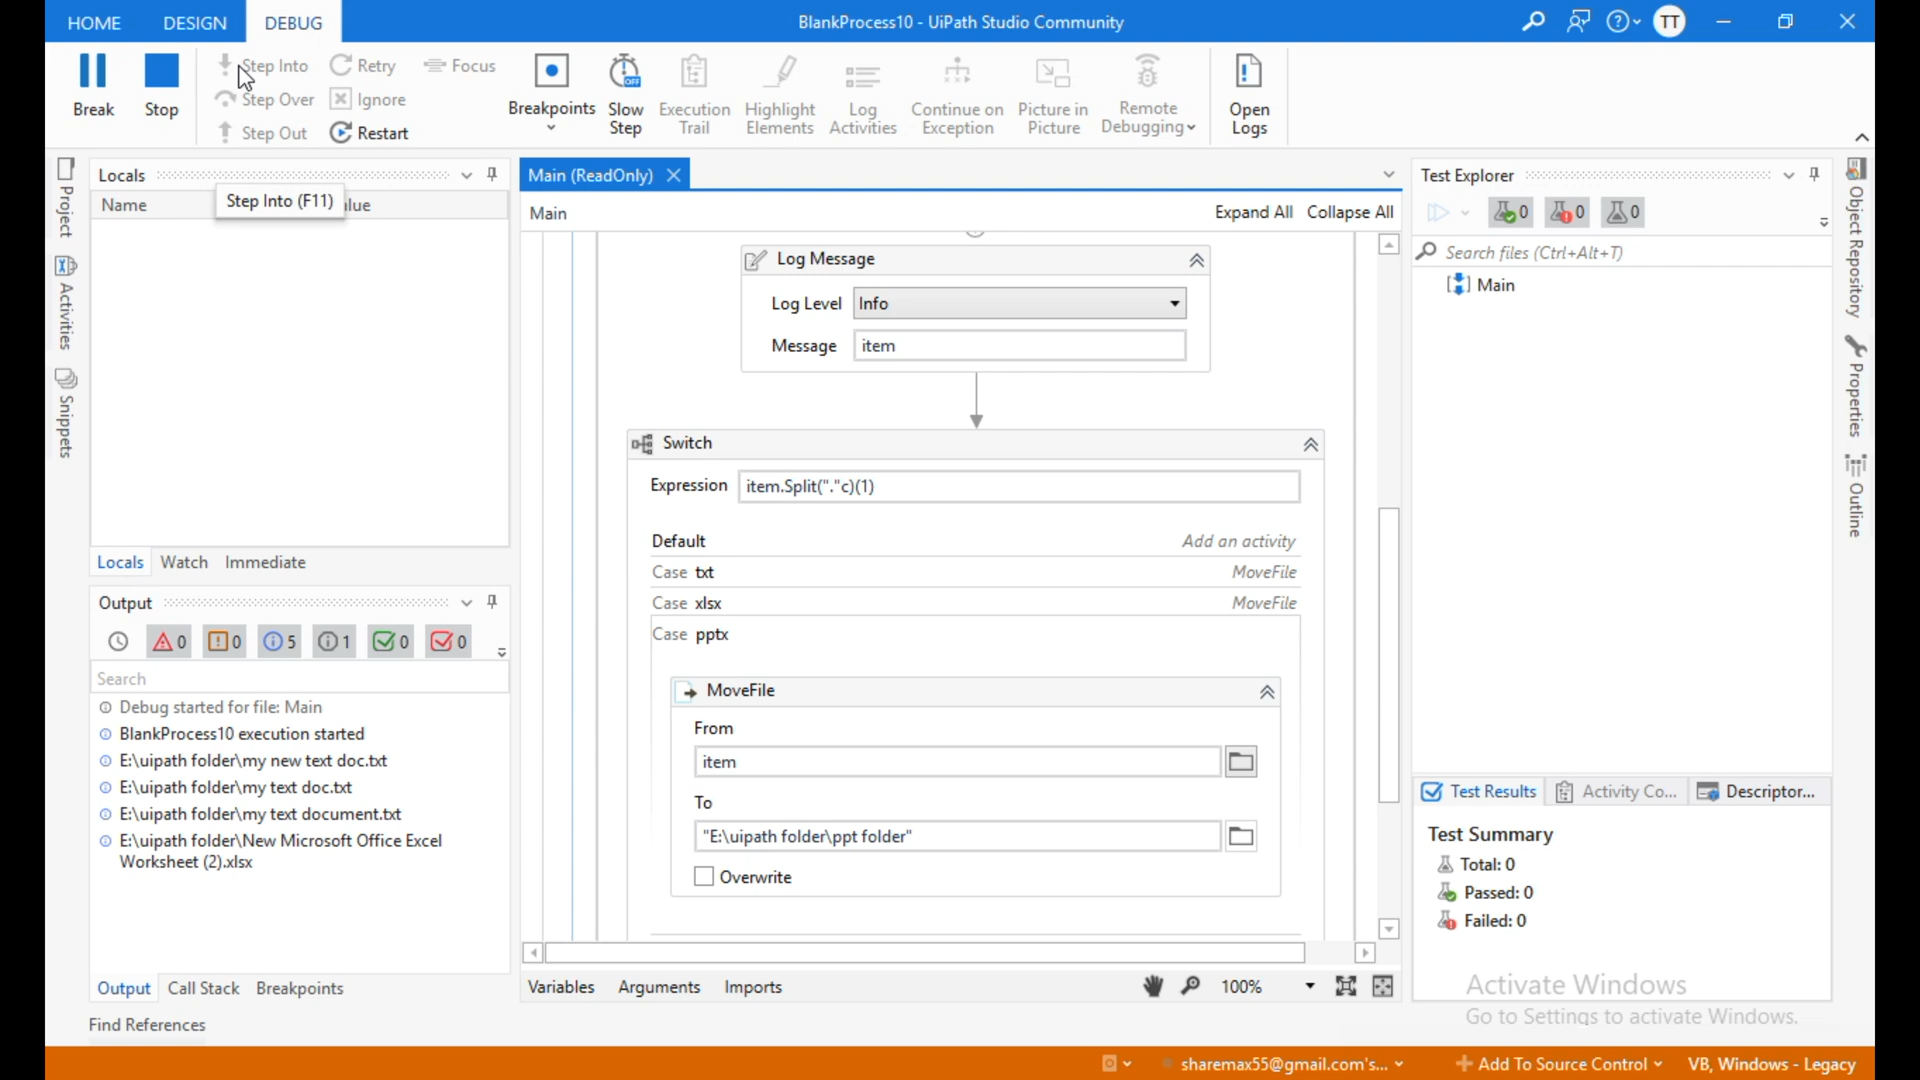 HOME DESIGN DEBUG
BlankProcess10 - UiPath Studio Community
TT
Break
Stop
Step Into
Step Over
Step Out
Retry
Ignore
Restart
Focus
Breakpoints
Slow
Step
OFF
Execution
Trail
Highlight
Elements
Log
Activities
Continue on
Exception
Picture in
Picture
Remote
Debugging
Open
Logs
Project
Activities
Snippets
Locals
Name
Step Into (F11)
alue
Locals Watch Immediate
Output
0 0 5 1 0 0
Search
Debug started for file: Main
BlankProcess10 execution started
E:\uipath folder\my new text doc.txt
E:\uipath folder\my text doc.txt
E:\uipath folder\my text document.txt
E:\uipath folder\New Microsoft Office Excel
Worksheet (2).xlsx
Output Call Stack Breakpoints
Find References
Main (ReadOnly)
Main
Expand All Collapse All
Log Message
Log Level Info
Message item
Switch
Expression item.Split("."c)(1)
Default Add an activity
Case txt MoveFile
Case xlsx MoveFile
Case pptx
MoveFile
From
item
To
"E:\uipath folder\ppt folder"
Overwrite
Variables Arguments Imports
100%
Test Explorer
0 0 0
Search files (Ctrl+Alt+T)
Main
Test Results Activity Co... Descriptor...
Test Summary
Total: 0
Passed: 0
Failed: 0
Activate Windows
Go to Settings to activate Windows.
Object Repository
Properties
Outline
sharemax55@gmail.com's...
Add To Source Control
VB, Windows - Legacy